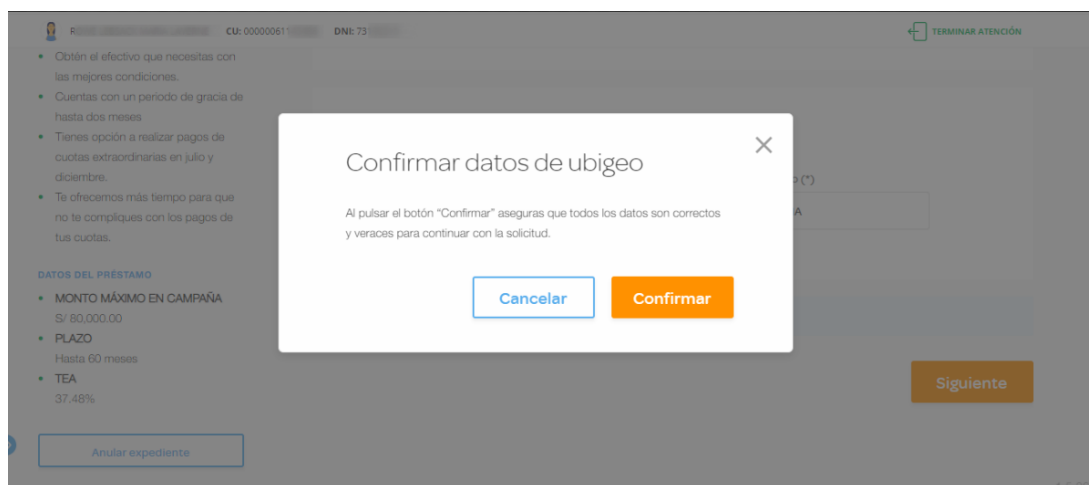 CU: 00000061 DNI: 73
TERMINAR ATENCIÓN
Obtén el efectivo que necesitas con
las mejores condiciones.
Cuentas con un periodo de gracia de
hasta dos meses
Tienes opción a realizar pagos de
cuotas extraordinarias en julio y
diciembre.
Te ofrecemos más tiempo para que
no te compliques con los pagos de
tus cuotas.
DATOS DEL PRÉSTAMO
MONTO MÁXIMO EN CAMPAÑA
S/ 80,000.00
PLAZO
Hasta 60 meses
TEA
37.48%
Anular expediente
Confirmar datos de ubigeo
Al pulsar el botón "Confirmar" aseguras que todos los datos son correctos
y veraces para continuar con la solicitud.
Cancelar
Confirmar
(*)
A
Siguiente